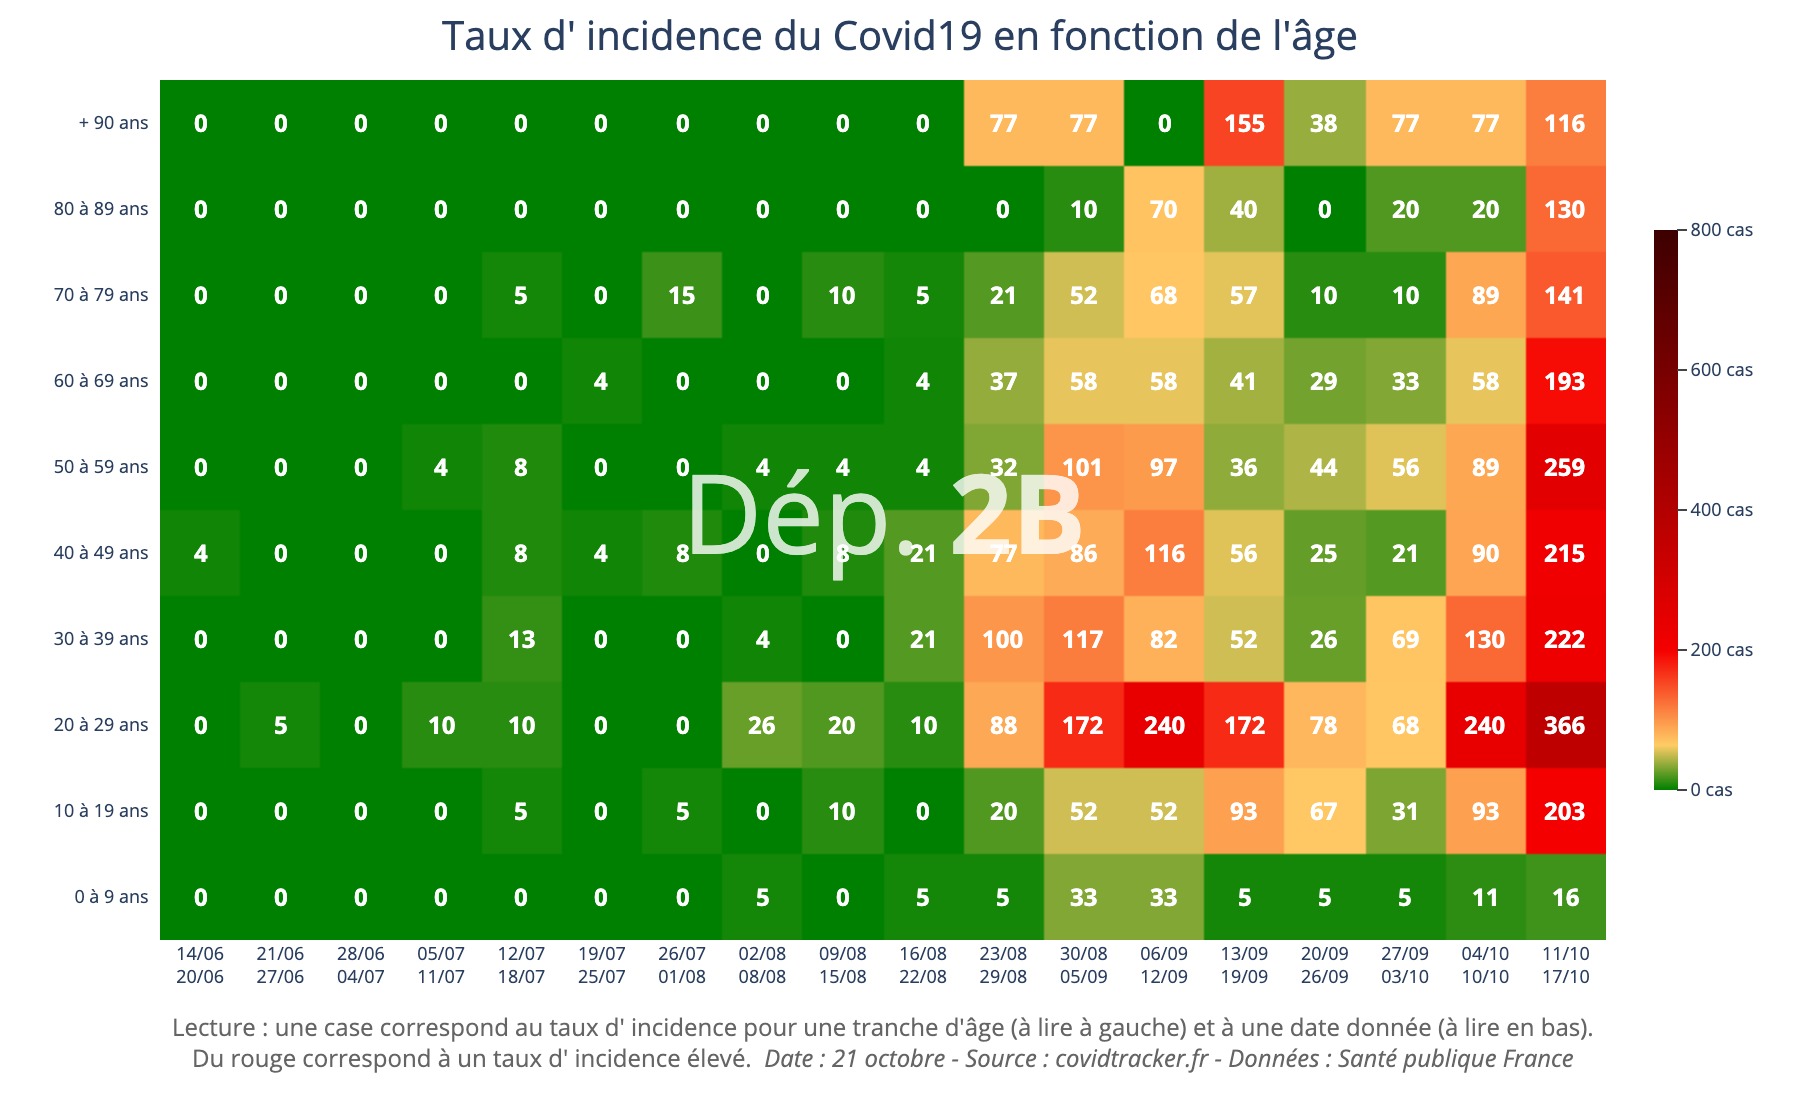 Taux d' incidence du Covid19 en fonction de l'âge
+ 90 ans 0 0 0 0 0 0 0 0 0 0 77 77 0 155 38 77 77 116
80 à 89 ans 0 0 0 0 0 0 0 0 0 0 0 10 70 40 0 20 20 130
800 cas
70 à 79 ans 0 0 0 0 5 0 15 0 10 5 21 52 68 57 10 10 89 141
60 à 69 ans 0 0 0 0 0 4 0 0 0 4 37 58 58 41 29 33 58 193
600 cas
50 à 59 ans 0 0 0 4 8 0 0 4 4 4 32 101 97 36 44 56 89 259
Dép. 2B
400 cas
40 à 49 ans 4 0 0 0 8 4 8 0 8 21 77 86 116 56 25 21 90 215
30 à 39 ans 0 0 0 0 13 0 0 4 0 21 100 117 82 52 26 69 130 222
200 cas
20 à 29 ans 0 5 0 10 10 0 0 26 20 10 88 172 240 172 78 68 240 366
0 cas
10 à 19 ans 0 0 0 0 5 0 5 0 10 0 20 52 52 93 67 31 93 203
0 à 9 ans 0 0 0 0 0 0 0 5 0 5 5 33 33 5 5 5 11 16
14/06 21/06 28/06 05/07 12/07 19/07 26/07 02/08 09/08 16/08 23/08 30/08 06/09 13/09 20/09 27/09 04/10 11/10
20/06 27/06 04/07 11/07 18/07 25/07 01/08 08/08 15/08 22/08 29/08 05/09 12/09 19/09 26/09 03/10 10/10 17/10
Lecture : une case correspond au taux d' incidence pour une tranche d'âge (à lire à gauche) et à une date donnée (à lire en bas).
Du rouge correspond à un taux d' incidence élevé. Date : 21 octobre - Source : covidtracker.fr - Données : Santé publique France